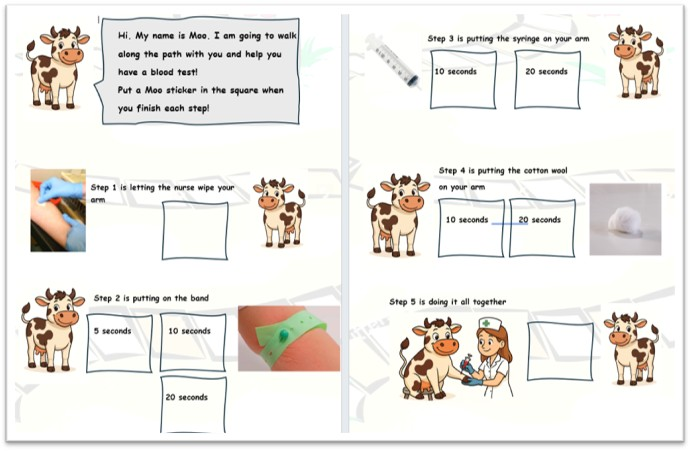 Hi, My name is Moo. I am going to walk
along the path with you and help you
have a blood test!
Put a Moo sticker in the square when
you finish each step!
Step 1 is letting the nurse wipe your
arm
Step 2 is putting on the band
5 seconds
10 seconds
20 seconds
Step 3 is putting the syringe on your arm
10 seconds
20 seconds
Step 4 is putting the cotton wool
on your arm
10 seconds
20 seconds
Step 5 is doing it all together